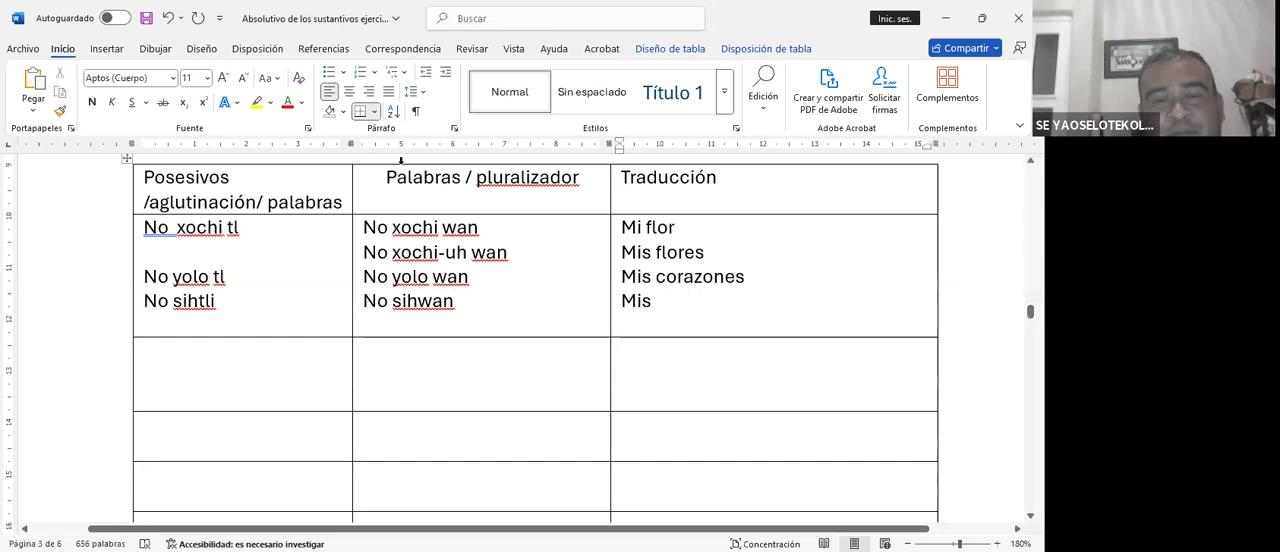 Autoguardado
Absolutivo de los sustantivos ejerci...
Buscar
Inic. ses.
Archivo Inicio Insertar Dibujar Diseño Disposición Referencias Correspondencia Revisar Vista Ayuda Acrobat Diseño de tabla Disposición de tabla
Compartir
Pegar
Aptos (Cuerpo) 11
Normal
Sin espaciado
Título 1
Edición
Crear y compartir PDF de Adobe
Solicitar firmas
Complementos
Portapapeles Fuente Párrafo Estilos Adobe Acrobat Complementos
SE YAOSELOTEKOL...
Posesivos
/aglutinación/ palabras
Palabras / pluralizador
Traducción
No xochi tl
No yolo tl
No sihtli
No xochi wan
No xochi-uh wan
No yolo wan
No sihwan
Mi flor
Mis flores
Mis corazones
Mis
Página 3 de 6 656 palabras Accesibilidad: es necesario investigar Concentración 180%